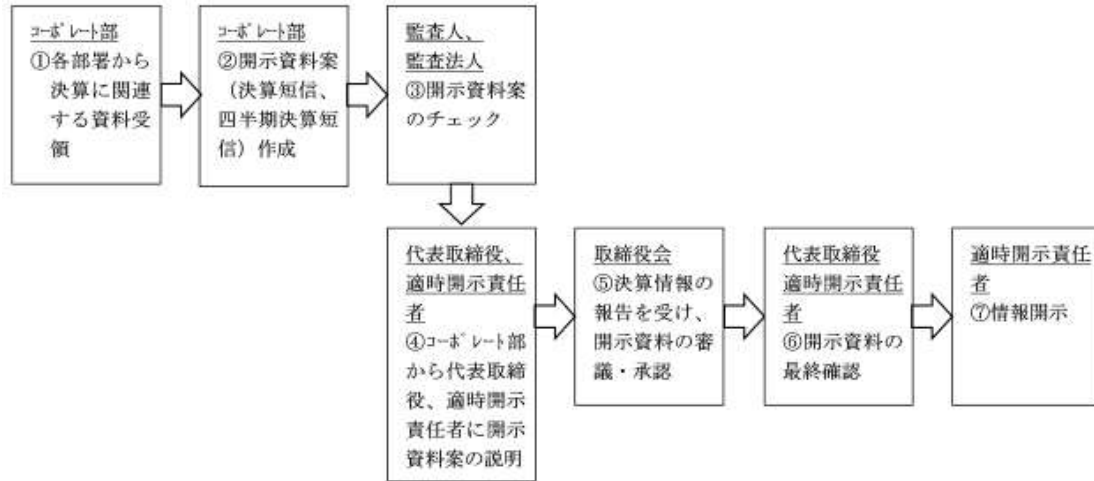 コーポレート部
①各部署から
決算に関連
する資料受
領
コーポレート部
②開示資料案
（決算短信、
四半期決算短
信）作成
監査人、
監査法人
③開示資料案
のチェック
代表取締役、
適時開示責任
者
④コーポレート部
から代表取締
役、適時開示
責任者に開示
資料案の説明
取締役会
⑤決算情報の
報告を受け、
開示資料の審
議・承認
代表取締役
適時開示責任
者
⑥開示資料の
最終確認
適時開示責任
者
⑦情報開示